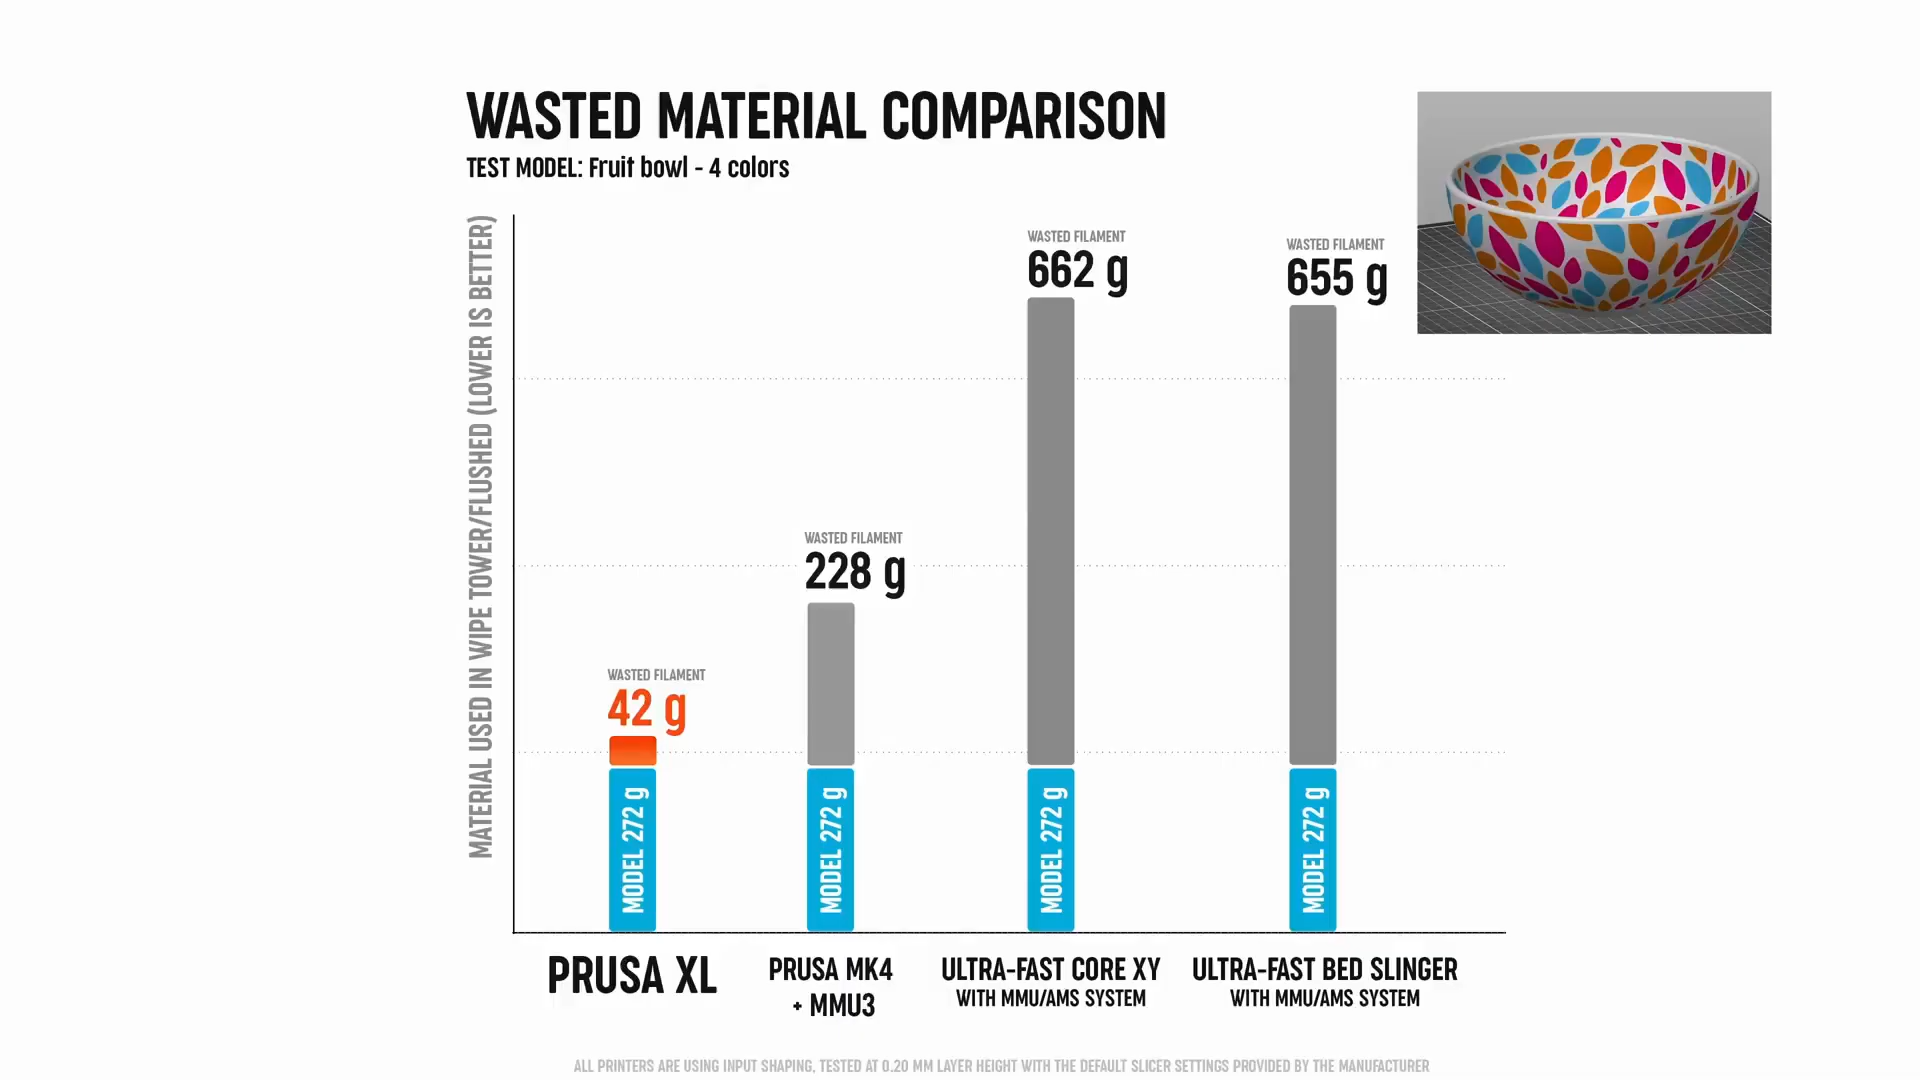 WASTED MATERIAL COMPARISON
TEST MODEL: Fruit bowl - 4 colors
MATERIAL USED IN WIPE TOWER/FLUSHED (LOWER IS BETTER)
WASTED FILAMENT
42 g
WASTED FILAMENT
228 g
WASTED FILAMENT
662 g
WASTED FILAMENT
655 g
MODEL 272 g
MODEL 272 g
MODEL 272 g
MODEL 272 g
PRUSA XL
PRUSA MK4
+ MMU3
ULTRA-FAST CORE XY
WITH MMU/AMS SYSTEM
ULTRA-FAST BED SLINGER
WITH MMU/AMS SYSTEM
ALL PRINTERS ARE USING INPUT SHAPING, TESTED AT 0.20 MM LAYER HEIGHT WITH THE DEFAULT SLICER SETTINGS PROVIDED BY THE MANUFACTURER